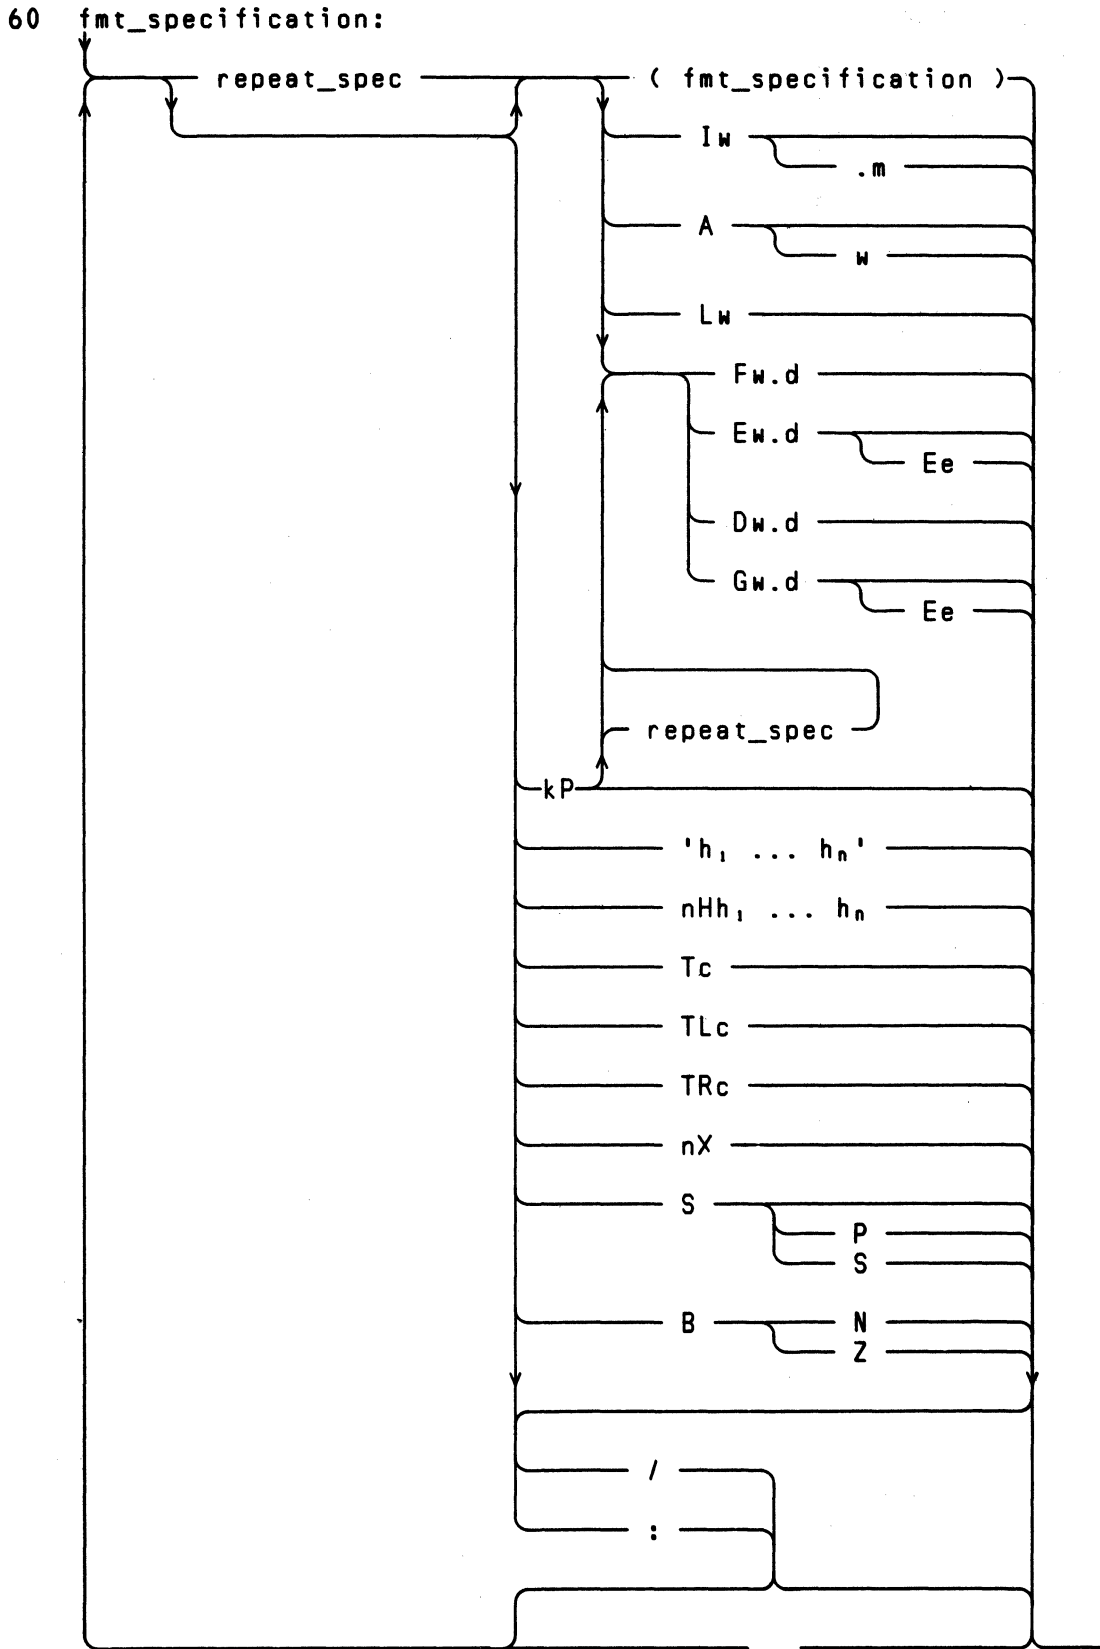 60 fmt_specification:
repeat_spec ( fmt_specification )
Iw
.m
A
w
Lw
Fw.d
Ew.d
Ee
Dw.d
Gw.d
Ee
repeat_spec
kP
'h₁ ... hₙ'
nHh₁ ... hₙ
Tc
TLc
TRc
nX
S
P
S
B N
Z
/
: